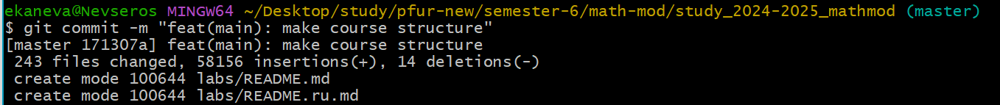 ekaneva@Nevseros MINGW64 ~/Desktop/study/pfur-new/semester-6/math-mod/study_2024-2025_mathmod (master)
$ git commit -m "feat(main): make course structure"
[master 171307a] feat(main): make course structure
 243 files changed, 58156 insertions(+), 14 deletions(-)
 create mode 100644 labs/README.md
 create mode 100644 labs/README.ru.md